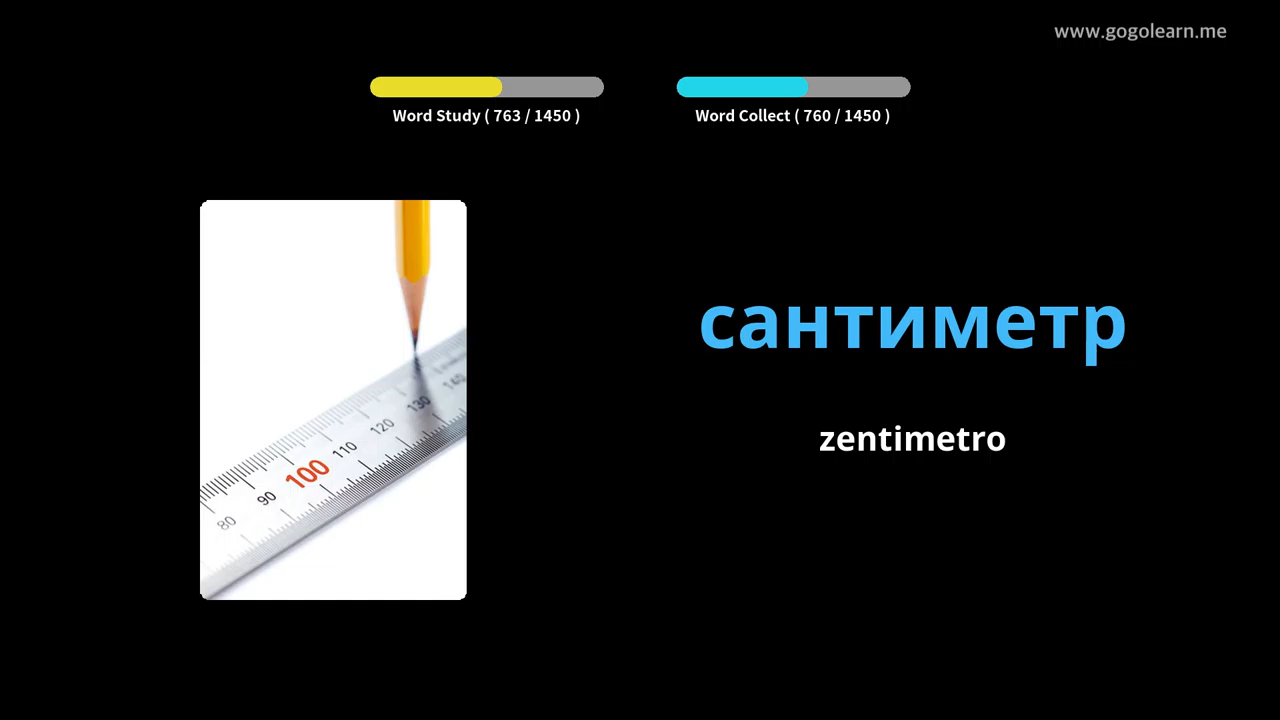 www.gogolearn.me
Word Study ( 763 / 1450 )
Word Collect ( 760 / 1450 )
сантиметр
zentimetro
80
90
100
110
120
130
140